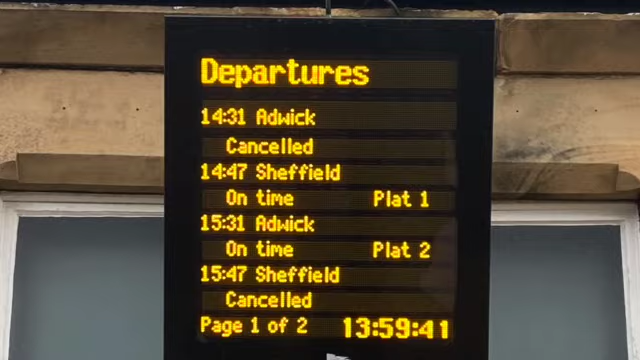 Departures
14:31 Adwick
Cancelled
14:47 Sheffield
On time Plat 1
15:31 Adwick
On time Plat 2
15:47 Sheffield
Cancelled
Page 1 of 2 13:59:41